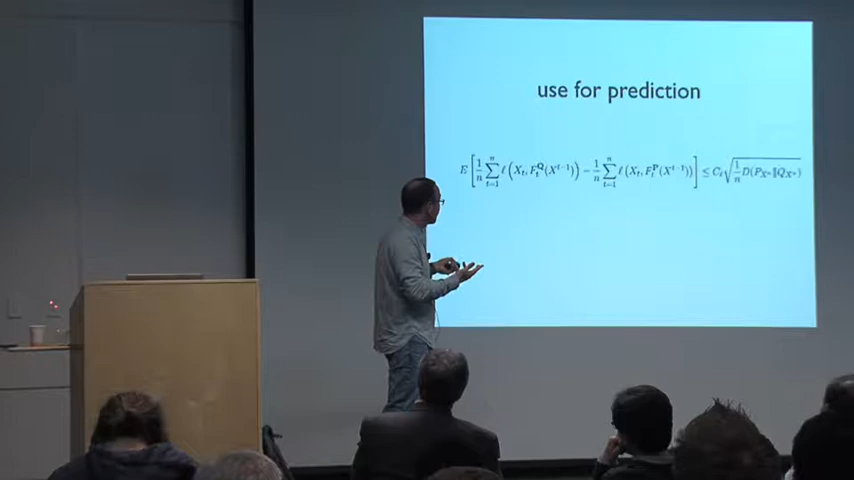 use for prediction
E[1/n ∑_{t=1}^{n} ℓ(X_t, F_t^Q(X^{t−1})) − 1/n ∑_{t=1}^{n} ℓ(X_t, F_t^P(X^{t−1}))] ≤ C_ℓ √(1/n D(P_{X^n}‖Q_{X^n}))